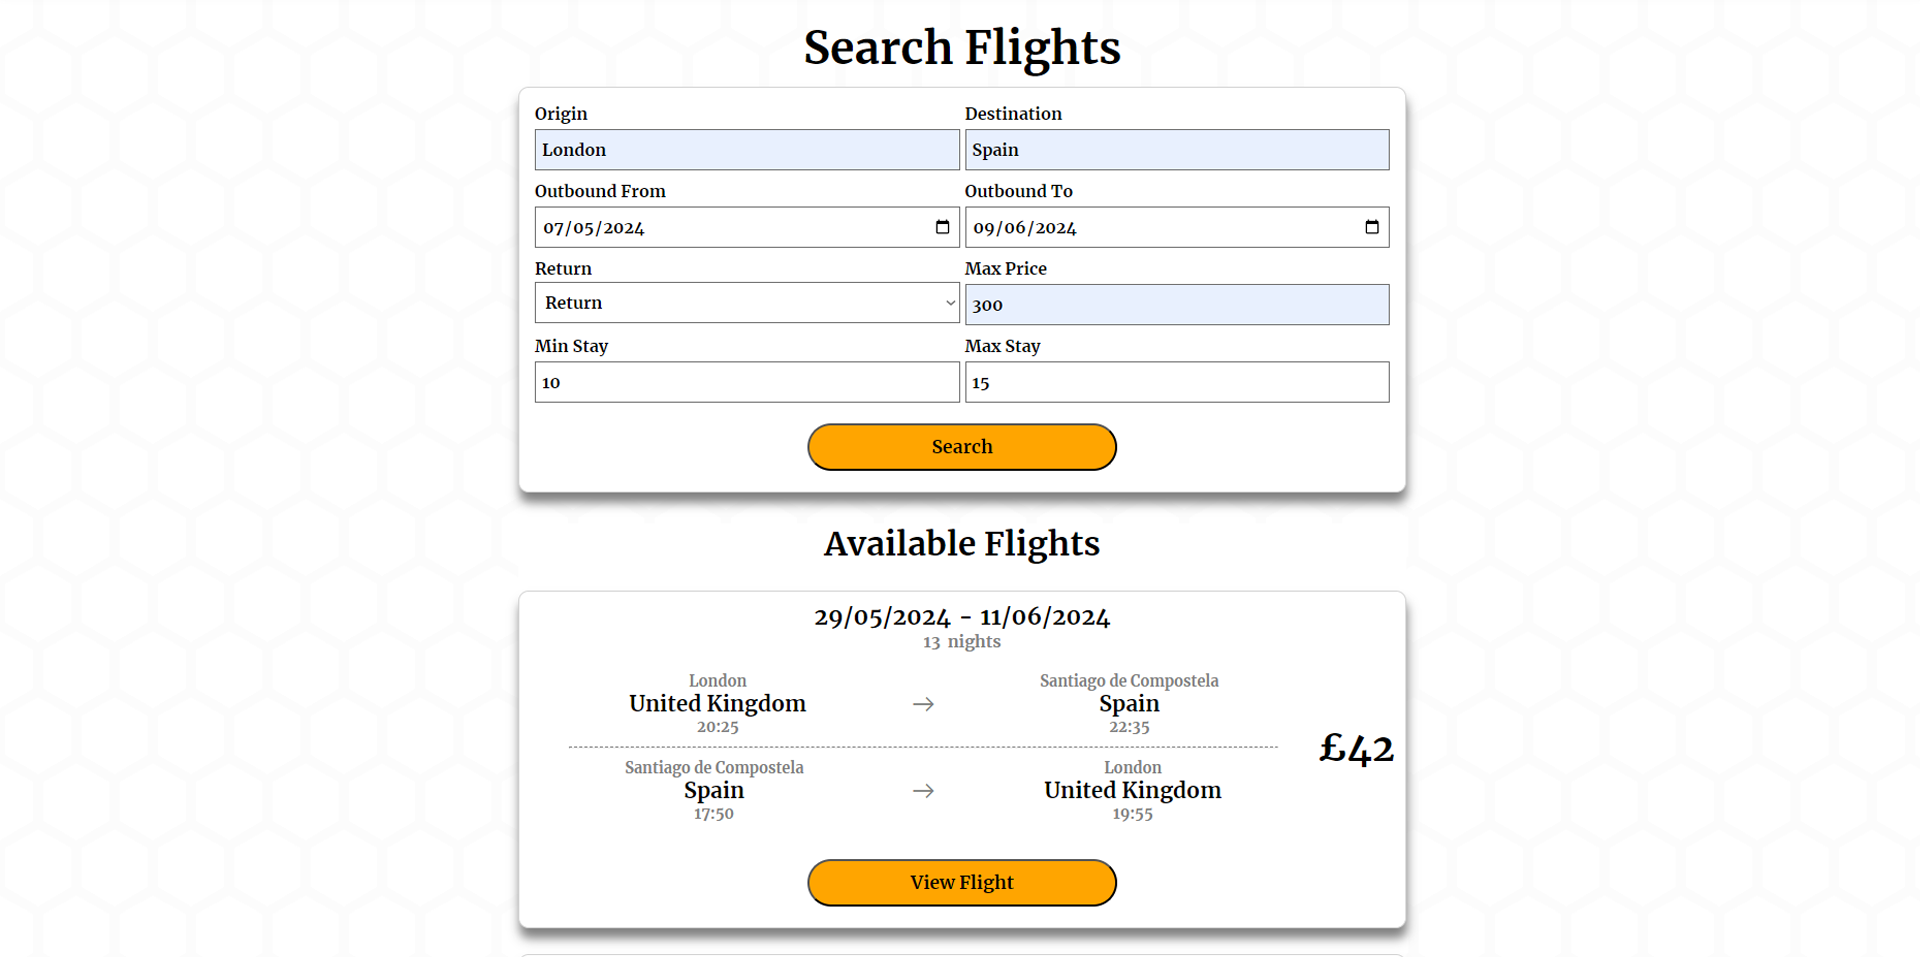 Search Flights
Origin
Destination
London
Spain
Outbound From
Outbound To
07/05/2024
09/06/2024
Return
Max Price
Return
300
Min Stay
Max Stay
10
15
Search
Available Flights
29/05/2024 - 11/06/2024
13 nights
London
United Kingdom
20:25
Santiago de Compostela
Spain
22:35
Santiago de Compostela
Spain
17:50
London
United Kingdom
19:55
£42
View Flight